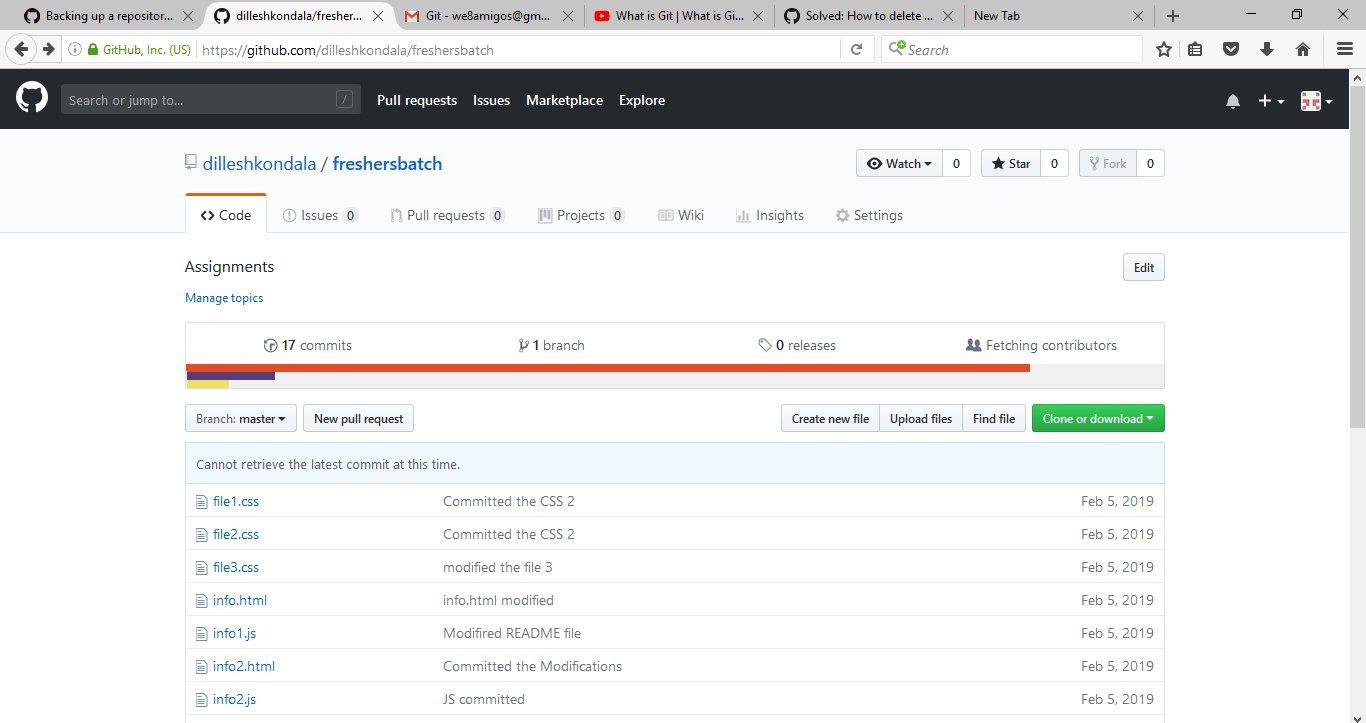 Backing up a repositor... dilleshkondala/fresher... Git - we8amigos@gm... What is Git | What is Gi... Solved: How to delete ... New Tab
GitHub, Inc. (US) https://github.com/dilleshkondala/freshersbatch Search
Search or jump to... / Pull requests Issues Marketplace Explore
dilleshkondala / freshersbatch Watch 0 Star 0 Fork 0
Code Issues 0 Pull requests 0 Projects 0 Wiki Insights Settings
Assignments Edit
Manage topics
17 commits 1 branch 0 releases Fetching contributors
Branch: master New pull request Create new file Upload files Find file Clone or download
Cannot retrieve the latest commit at this time.
file1.css Committed the CSS 2 Feb 5, 2019
file2.css Committed the CSS 2 Feb 5, 2019
file3.css modified the file 3 Feb 5, 2019
info.html info.html modified Feb 5, 2019
info1.js Modifired README file Feb 5, 2019
info2.html Committed the Modifications Feb 5, 2019
info2.js JS committed Feb 5, 2019